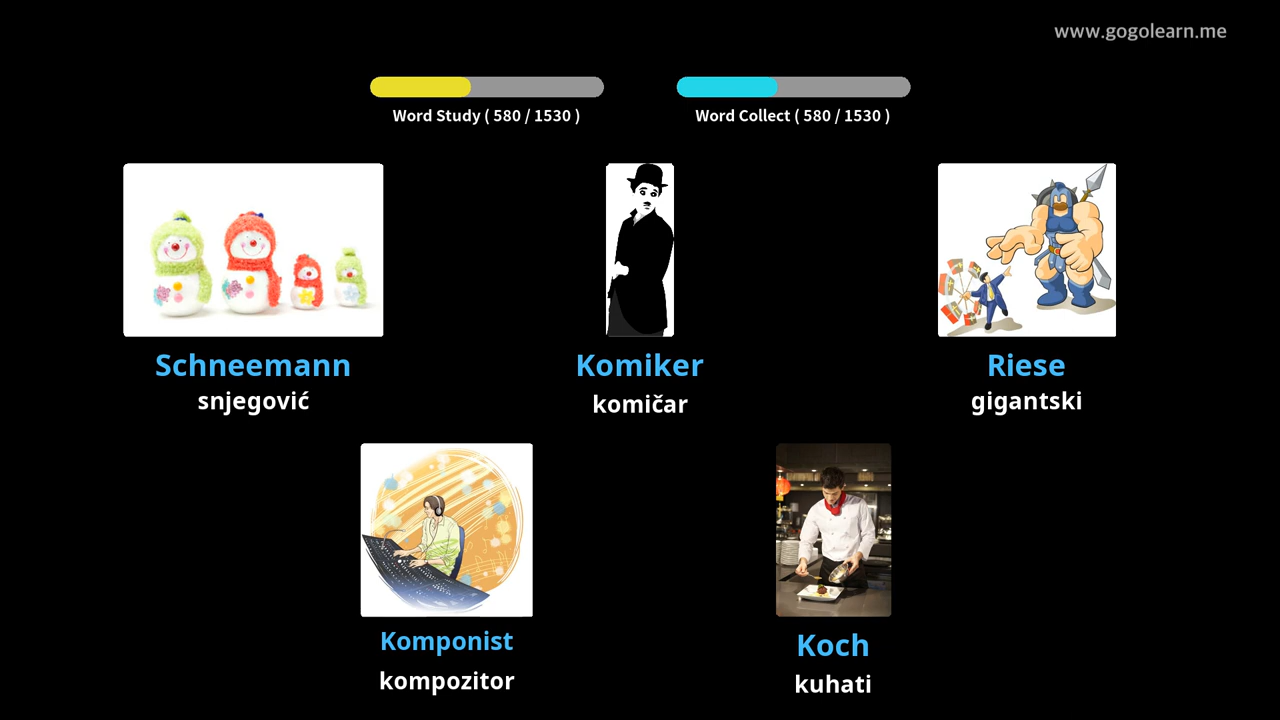 www.gogolearn.me
Word Study ( 580 / 1530 )
Word Collect ( 580 / 1530 )
Schneemann
snjegović
Komiker
komičar
Riese
gigantski
Komponist
kompozitor
Koch
kuhati